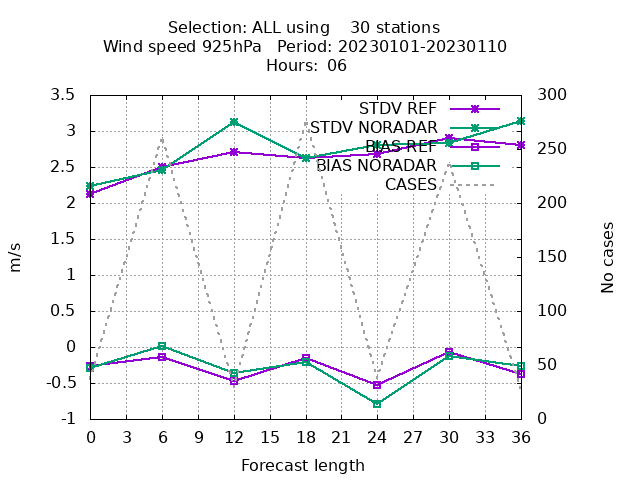 Selection: ALL using    30 stations
Wind speed 925hPa   Period: 20230101-20230110
Hours: 06
3.5
3
2.5
2
1.5
1
0.5
0
-0.5
-1
m/s
STDV REF
STDV NORADAR
BIAS REF
BIAS NORADAR
CASES
300
250
200
150
100
50
0
No cases
0 3 6 9 12 15 18 21 24 27 30 33 36
Forecast length